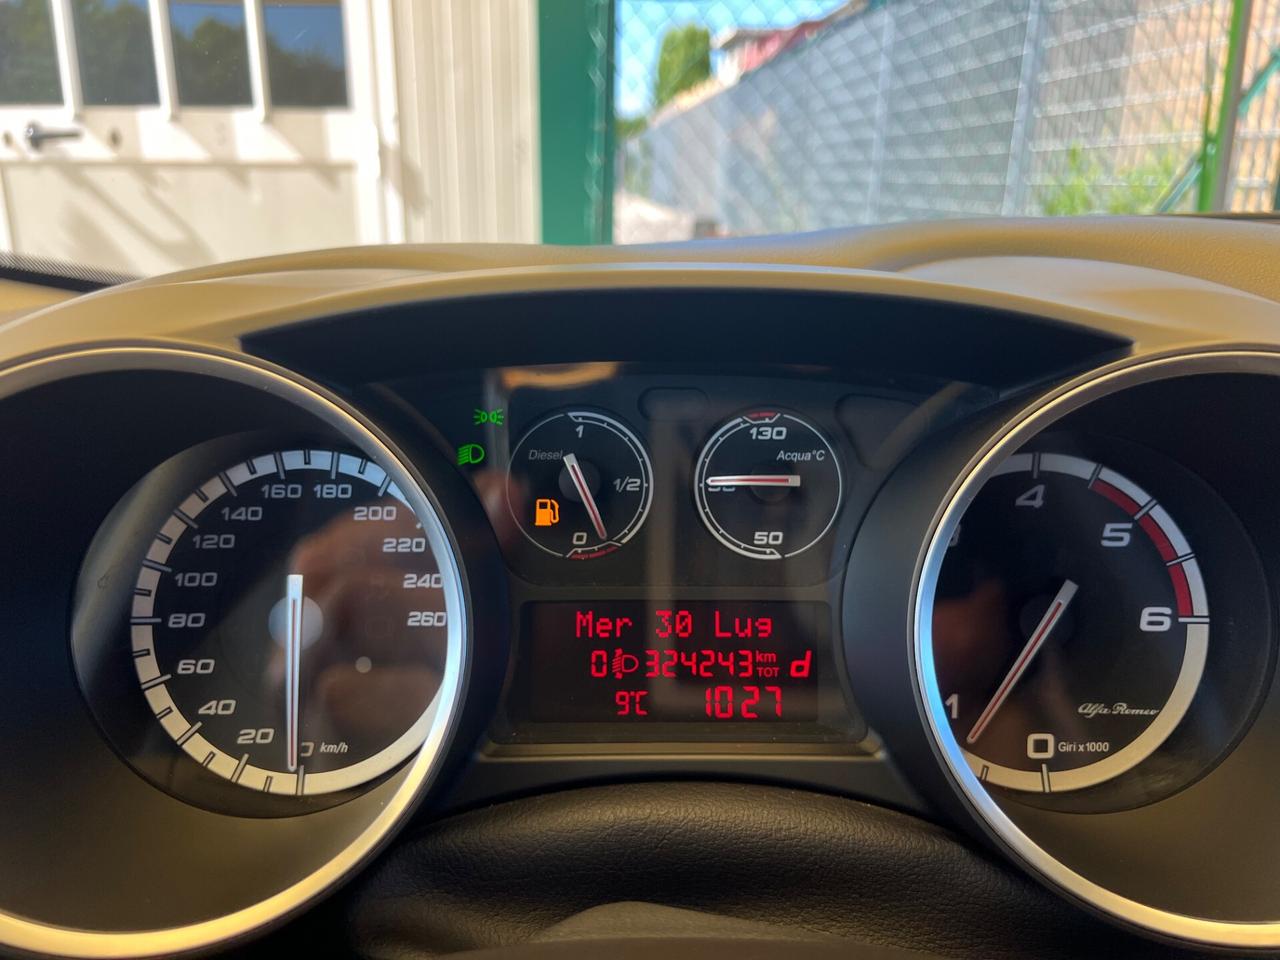 160 180
140 200
120 220
100 240
80 260
60
40
20
0 km/h
1
Diesel
1/2
0
130
Acqua°C
50
Mer 30 Lug
0 324243 km TOT d
9°C 10 27
4
5
6
1
Alfa Romeo
0 Giri x 1000